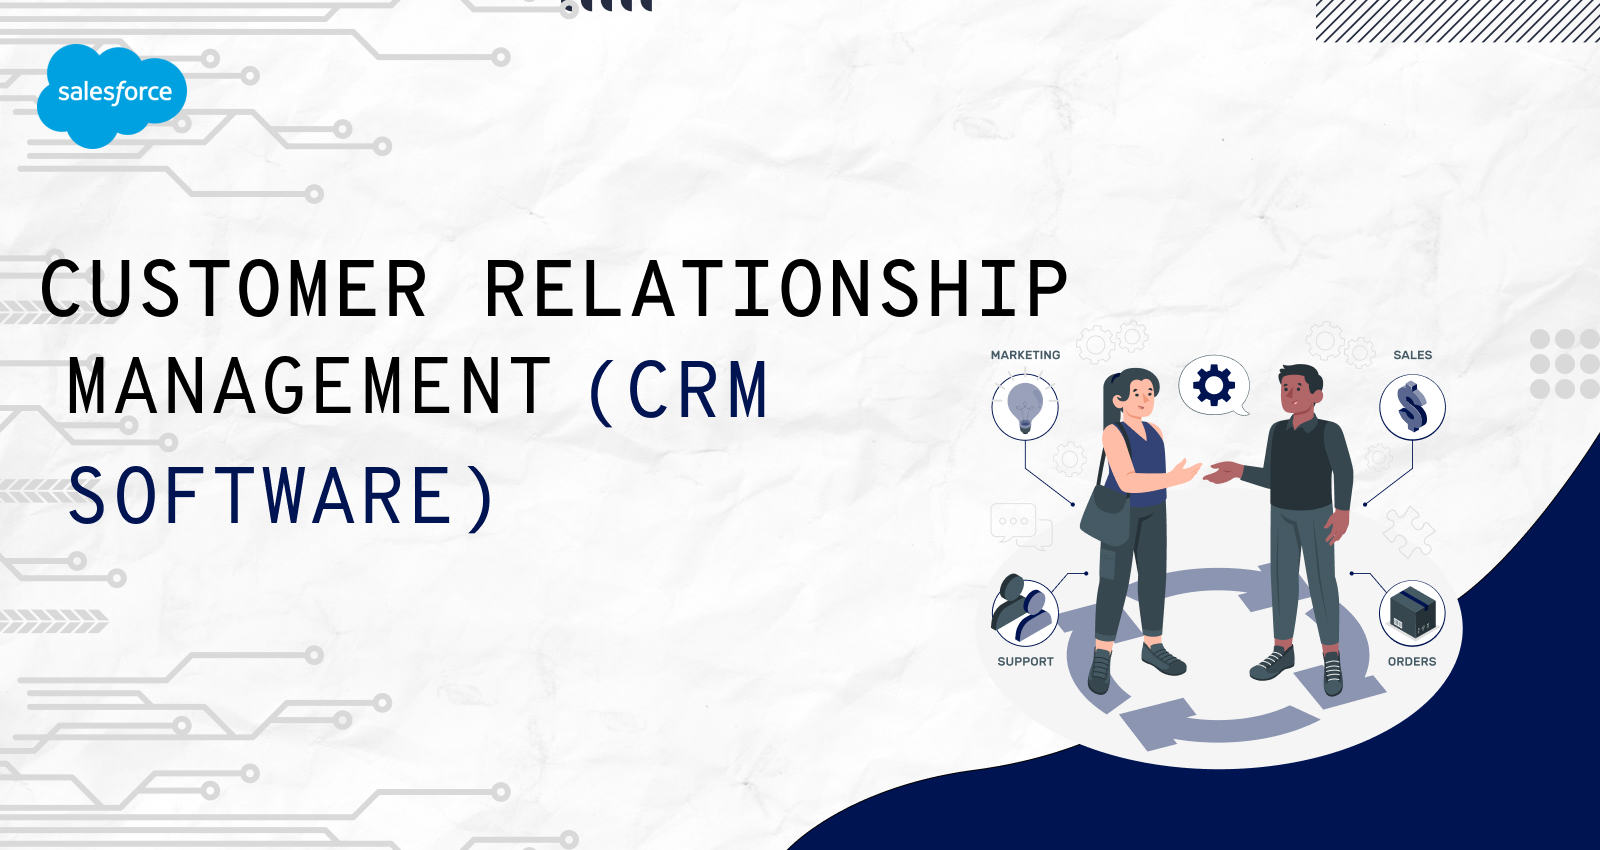 salesforce
CUSTOMER RELATIONSHIP
MANAGEMENT (CRM
SOFTWARE)
MARKETING
SALES
SUPPORT
ORDERS